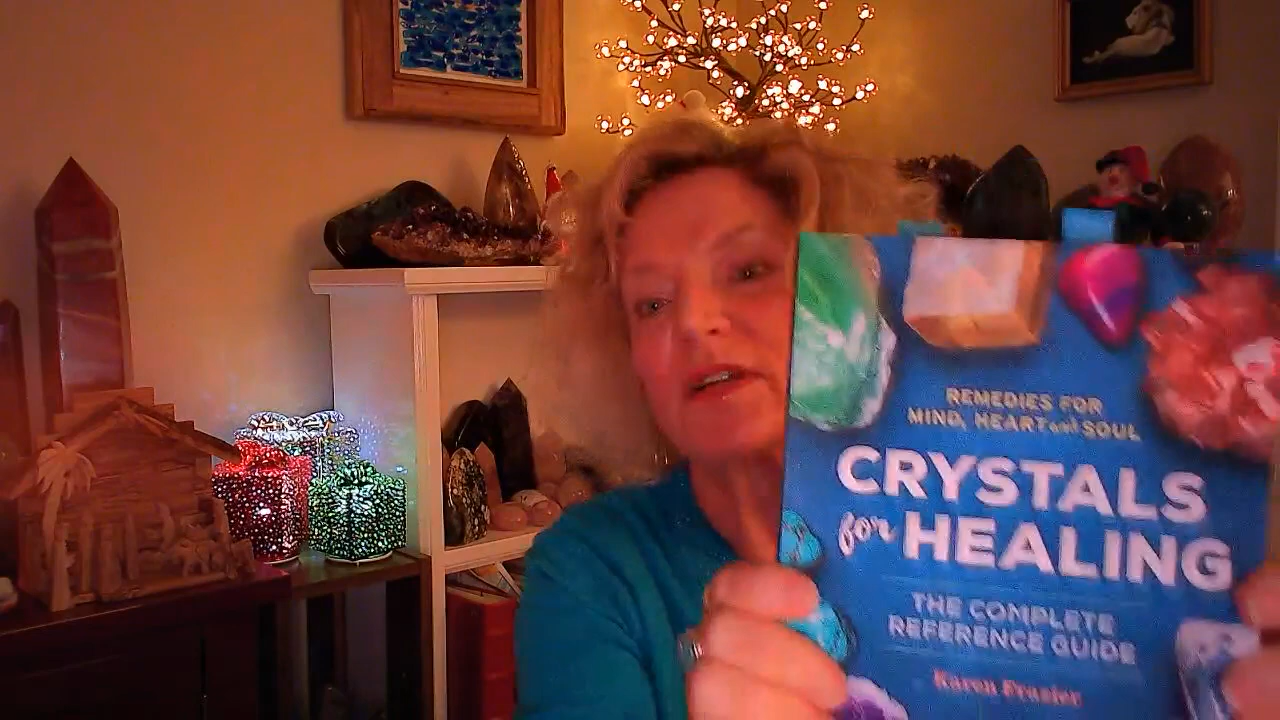 REMEDIES FOR
MIND, HEART and SOUL
CRYSTALS
for HEALING
THE COMPLETE
REFERENCE GUIDE
Karen Frazier